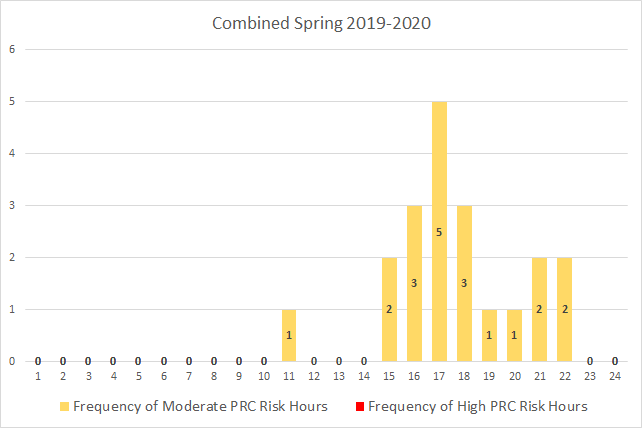 Combined Spring 2019-2020
6
5
4
3
2
1
0
0 0 0 0 0 0 0 0 0 0 1 0 0 0 2 3 5 3 1 1 2 2 0 0
1 2 3 4 5 6 7 8 9 10 11 12 13 14 15 16 17 18 19 20 21 22 23 24
Frequency of Moderate PRC Risk Hours Frequency of High PRC Risk Hours